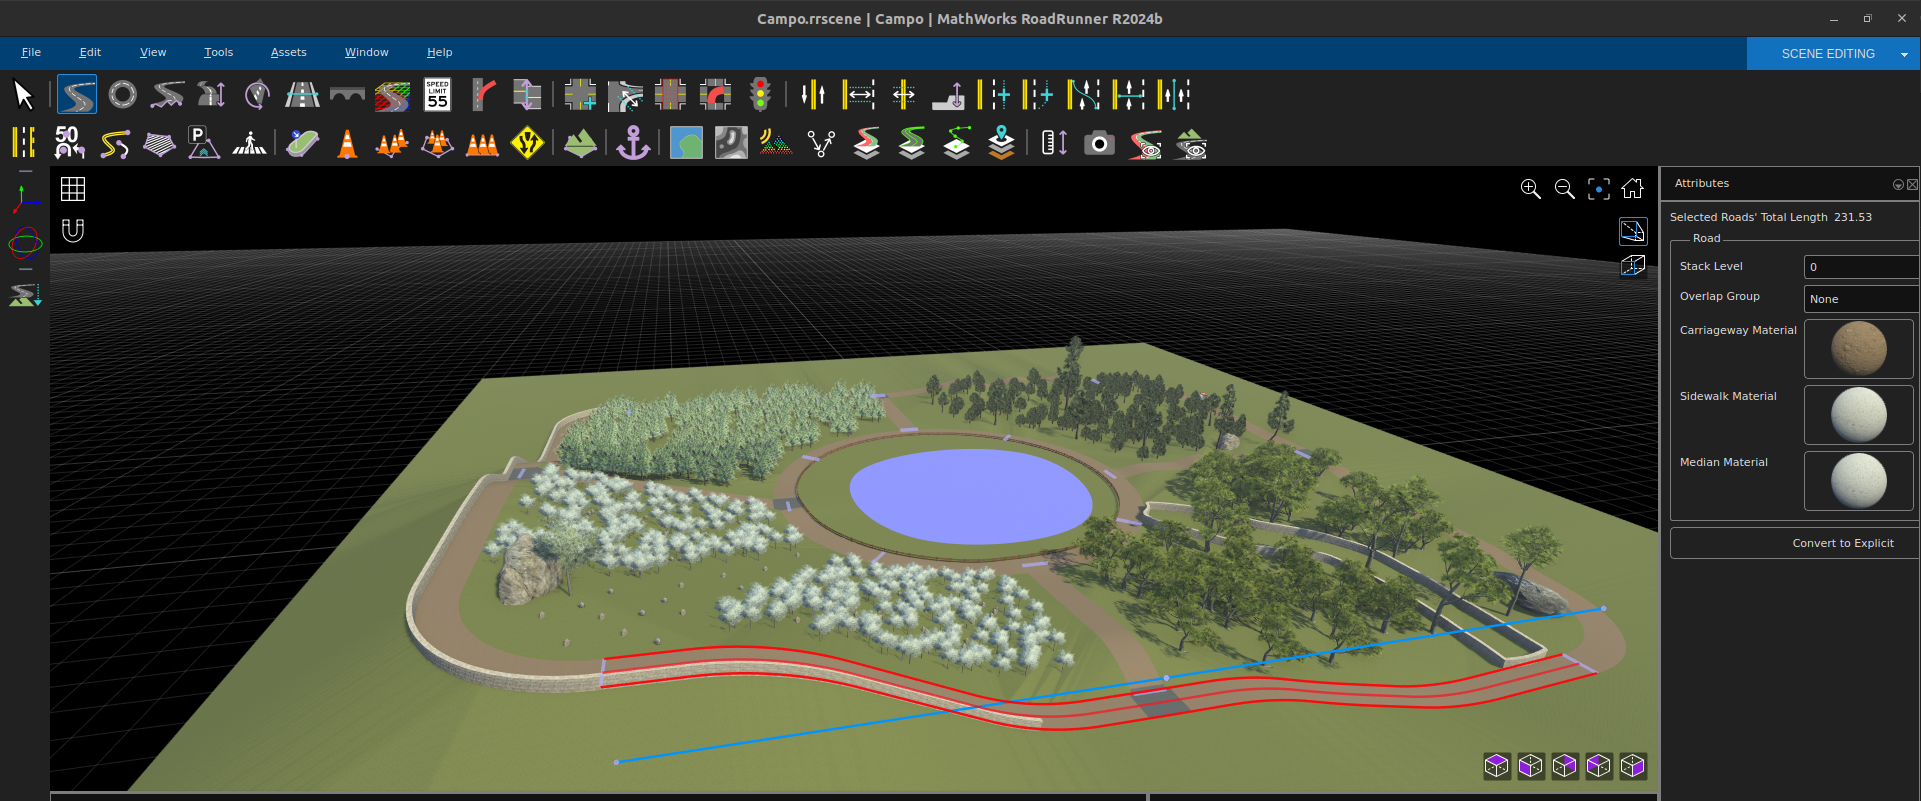 Campo.rrscene | Campo | MathWorks RoadRunner R2024b
File Edit View Tools Assets Window Help
SCENE EDITING
SPEED
LIMIT
55
50
P
Attributes
Selected Roads' Total Length 231.53
Road
Stack Level 0
Overlap Group None
Carriageway Material
Sidewalk Material
Median Material
Convert to Explicit